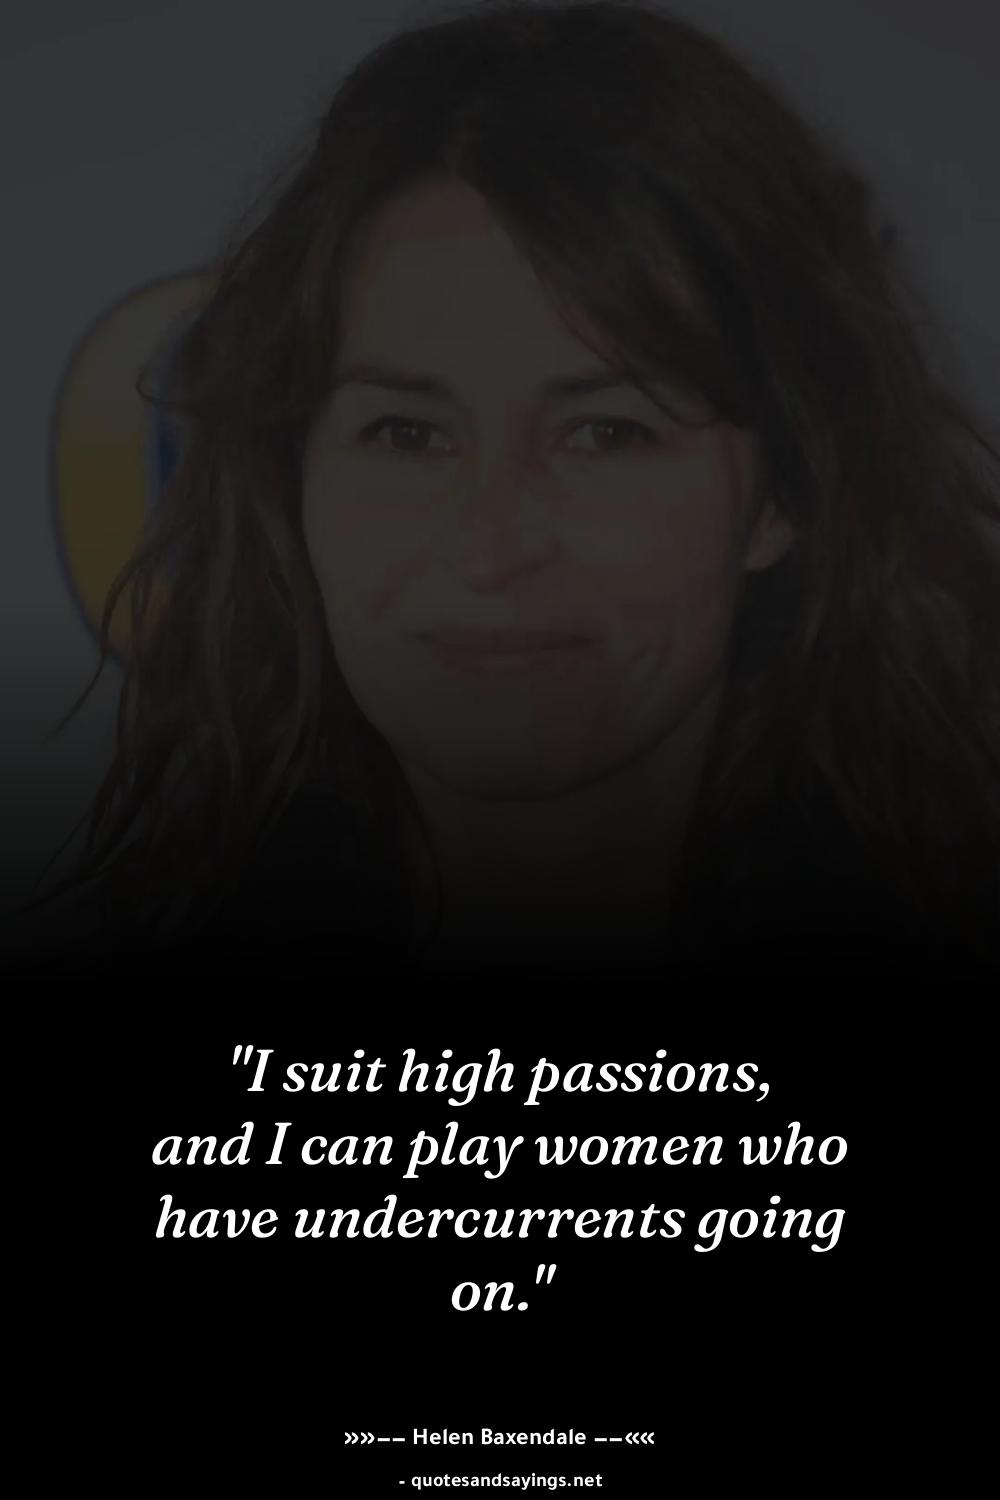 "I suit high passions,
and I can play women who
have undercurrents going
on."
»»–– Helen Baxendale ––««
- quotesandsayings.net